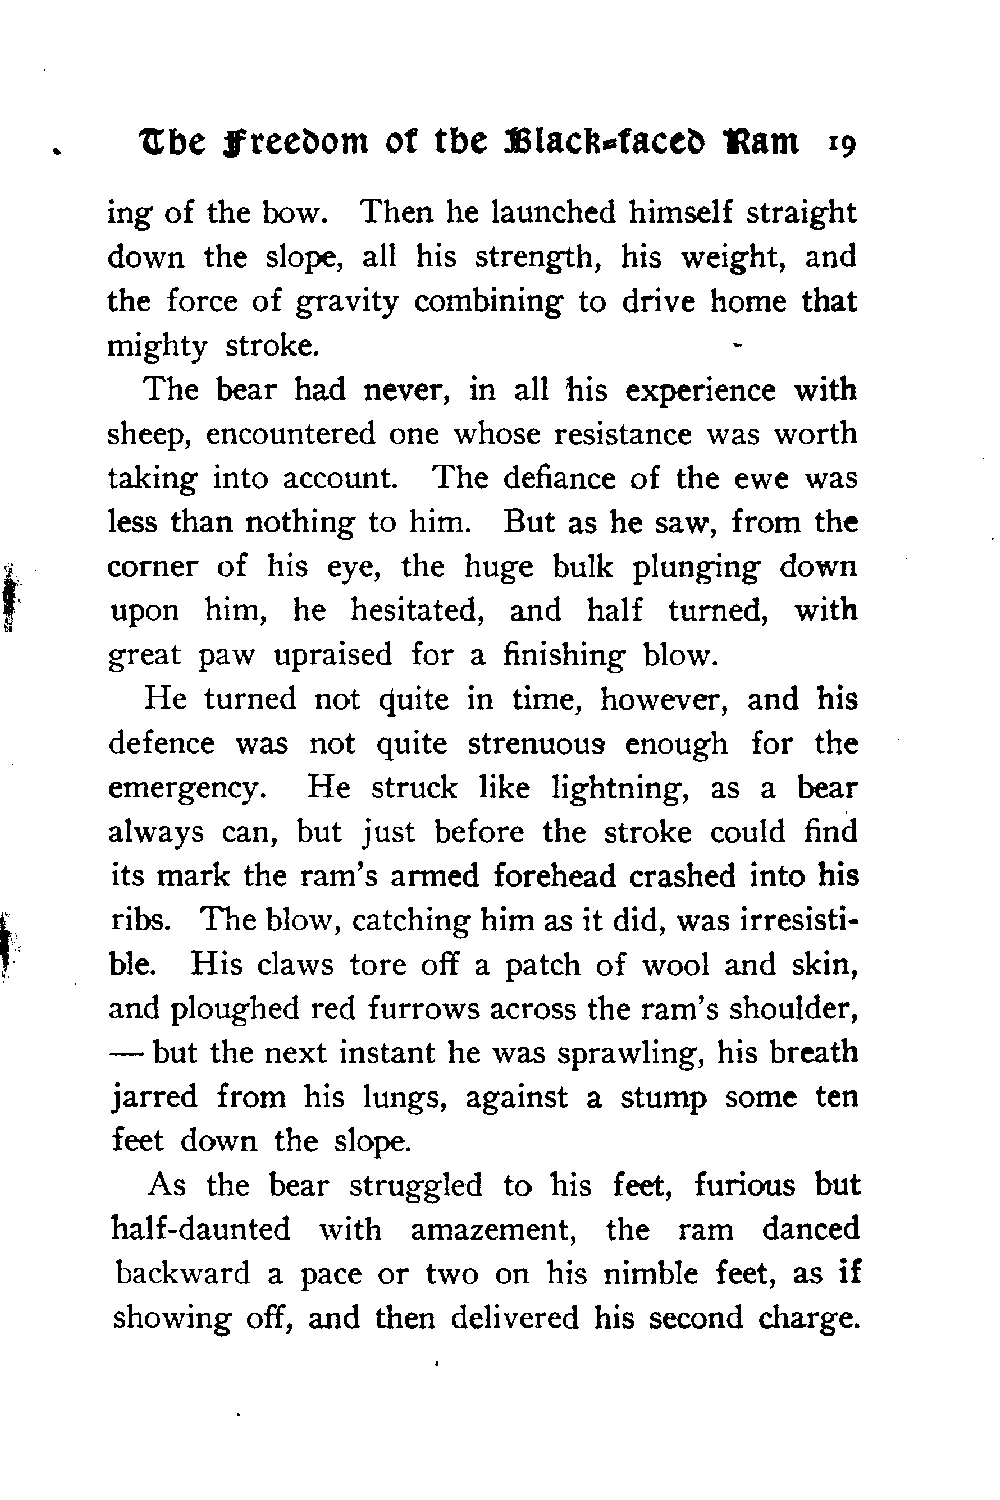 The Freedom of the Black-faced Ram 19
ing of the bow. Then he launched himself straight
down the slope, all his strength, his weight, and
the force of gravity combining to drive home that
mighty stroke.
The bear had never, in all his experience with
sheep, encountered one whose resistance was worth
taking into account. The defiance of the ewe was
less than nothing to him. But as he saw, from the
corner of his eye, the huge bulk plunging down
upon him, he hesitated, and half turned, with
great paw upraised for a finishing blow.
He turned not quite in time, however, and his
defence was not quite strenuous enough for the
emergency. He struck like lightning, as a bear
always can, but just before the stroke could find
its mark the ram's armed forehead crashed into his
ribs. The blow, catching him as it did, was irresisti-
ble. His claws tore off a patch of wool and skin,
and ploughed red furrows across the ram's shoulder,
— but the next instant he was sprawling, his breath
jarred from his lungs, against a stump some ten
feet down the slope.
As the bear struggled to his feet, furious but
half-daunted with amazement, the ram danced
backward a pace or two on his nimble feet, as if
showing off, and then delivered his second charge.